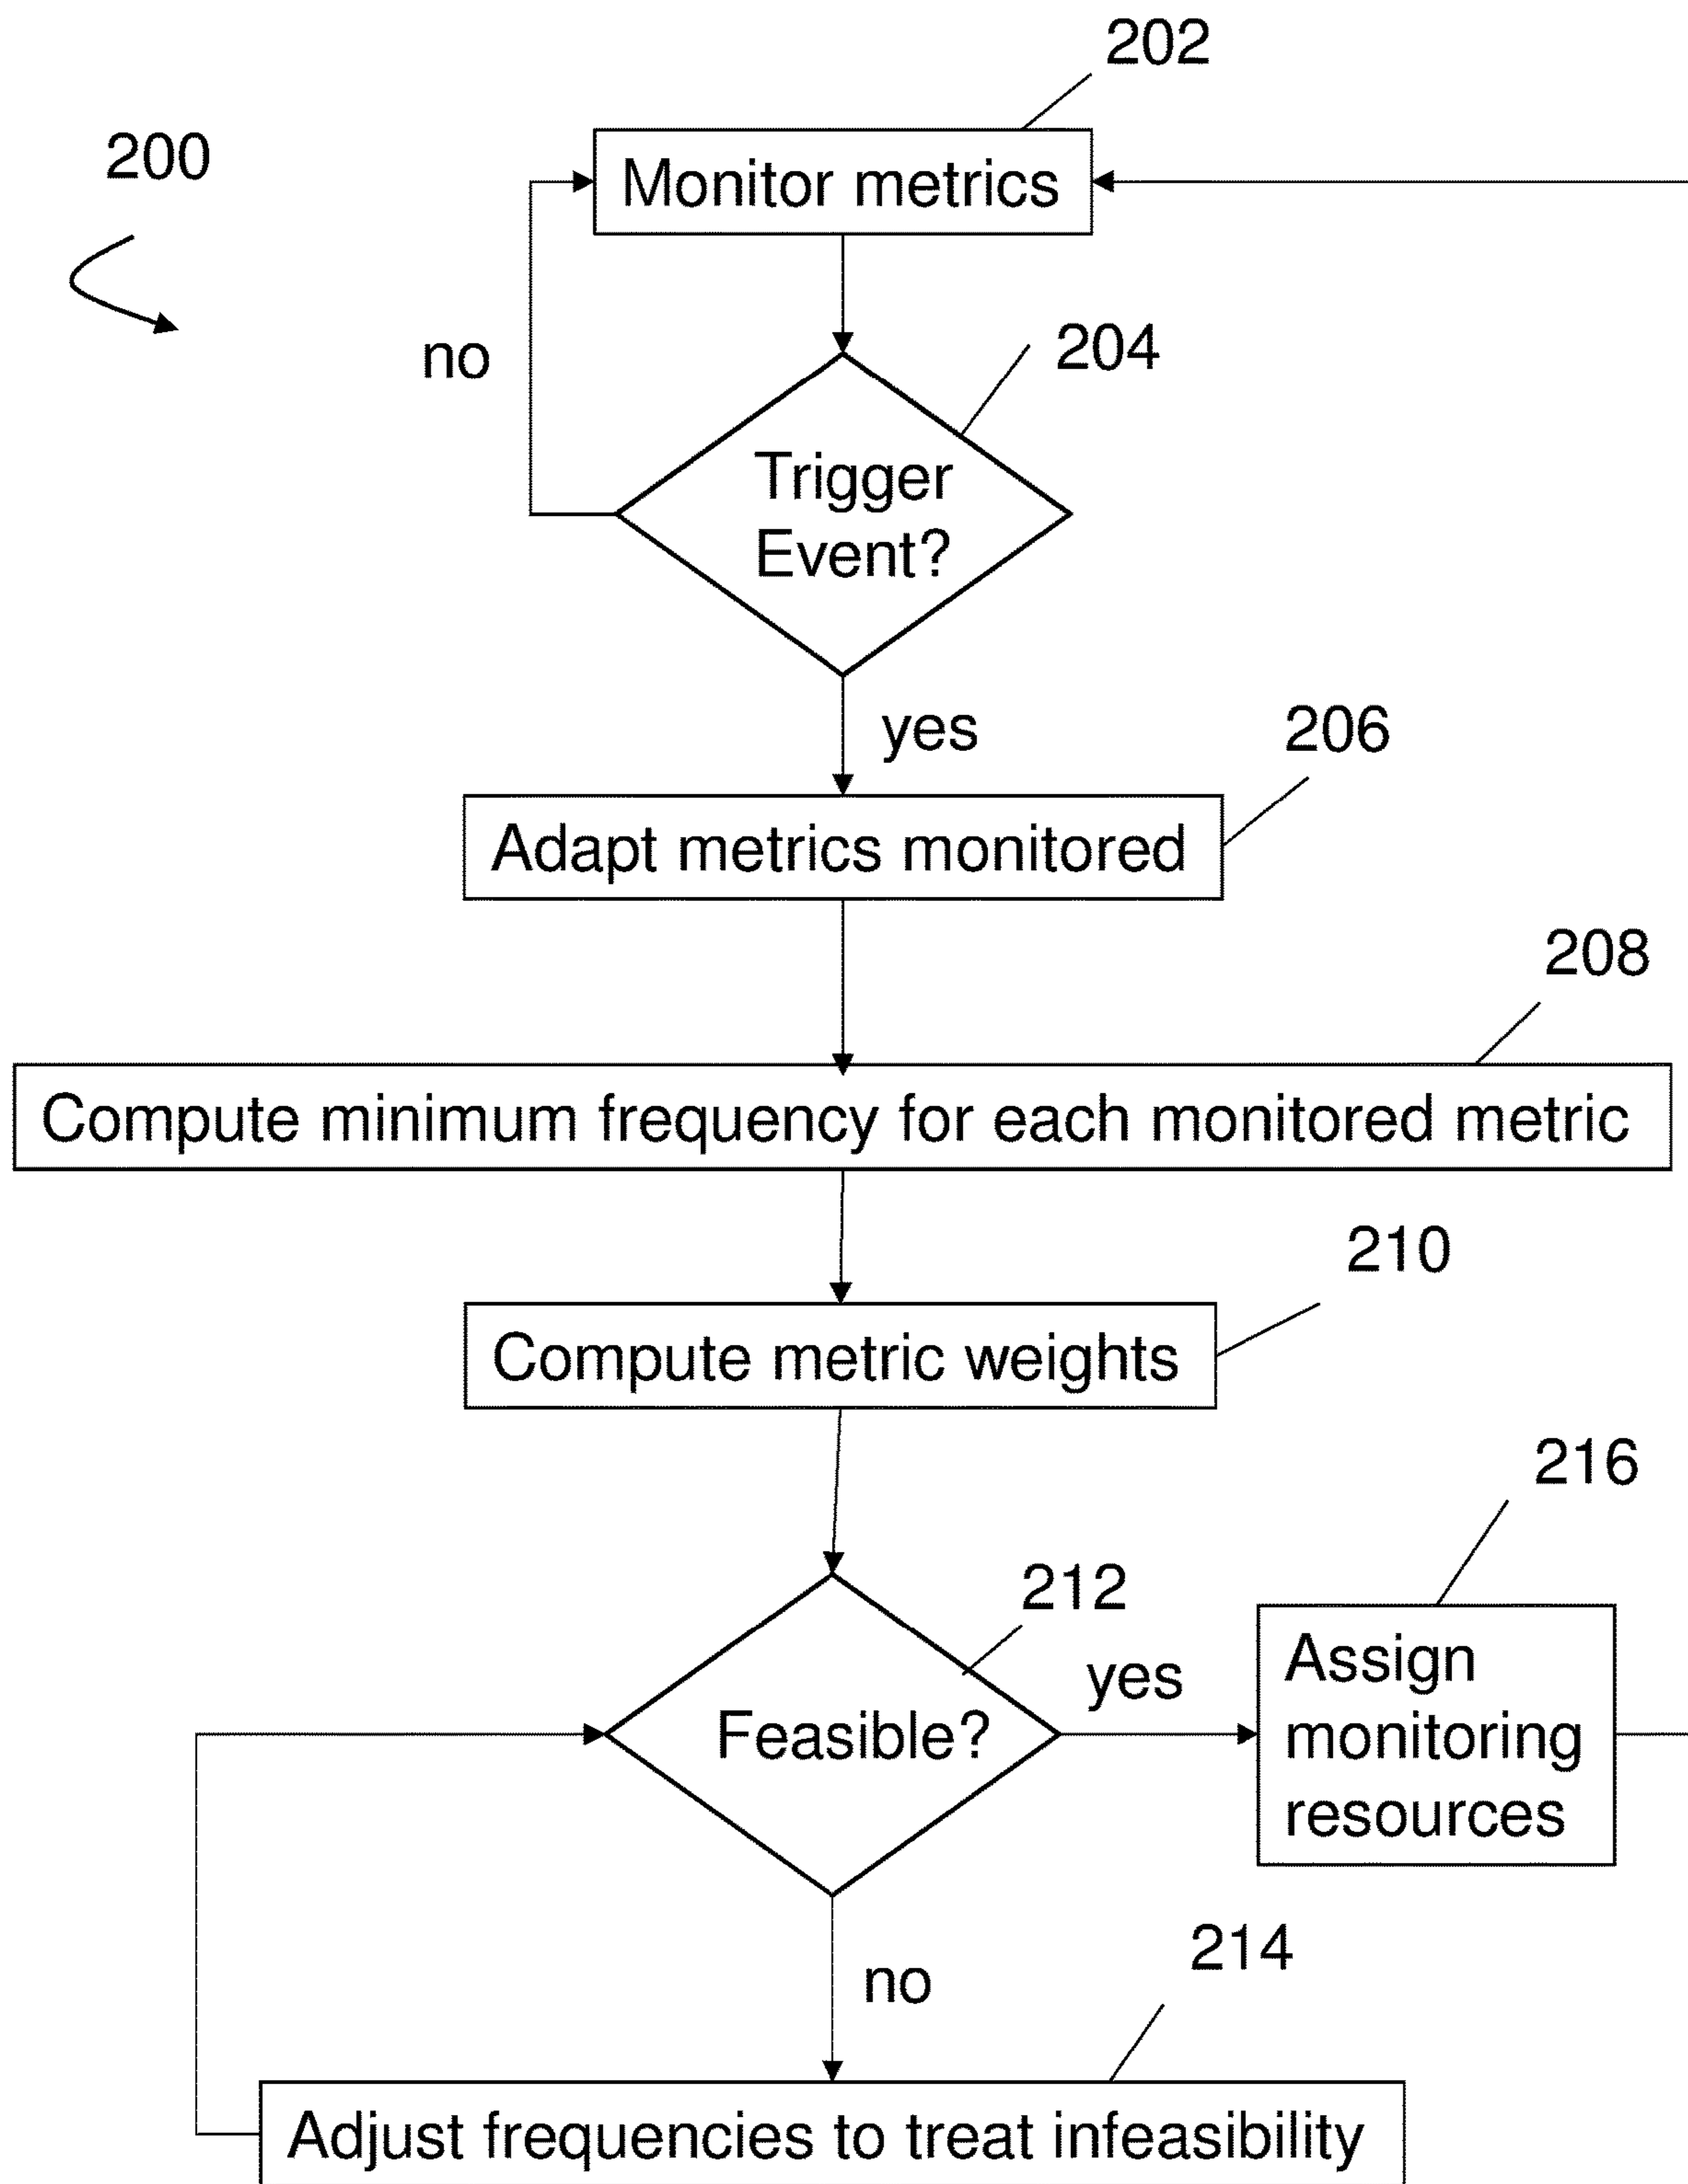 202
200
Monitor metrics
no
204
Trigger
Event?
yes
206
Adapt metrics monitored
208
Compute minimum frequency for each monitored metric
210
Compute metric weights
216
212
yes
Assign
monitoring
resources
Feasible?
214
no
Adjust frequencies to treat infeasibility